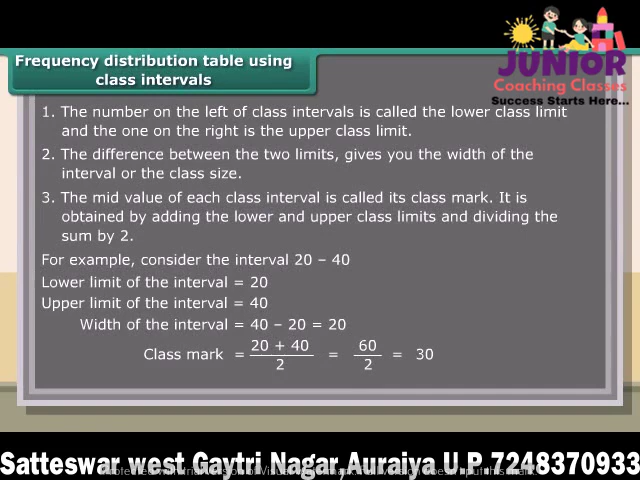 Frequency distribution table using
class intervals
JUNIOR
Coaching Classes
Success Starts Here...
1. The number on the left of class intervals is called the lower class limit
and the one on the right is the upper class limit.
2. The difference between the two limits, gives you the width of the
interval or the class size.
3. The mid value of each class interval is called its class mark. It is
obtained by adding the lower and upper class limits and dividing the
sum by 2.
For example, consider the interval 20 – 40
Lower limit of the interval = 20
Upper limit of the interval = 40
Width of the interval = 40 – 20 = 20
Class mark = 20 + 40 / 2 = 60 / 2 = 30
Satteswar west Gaytri Nagar,Auraiya U.P.7248370933